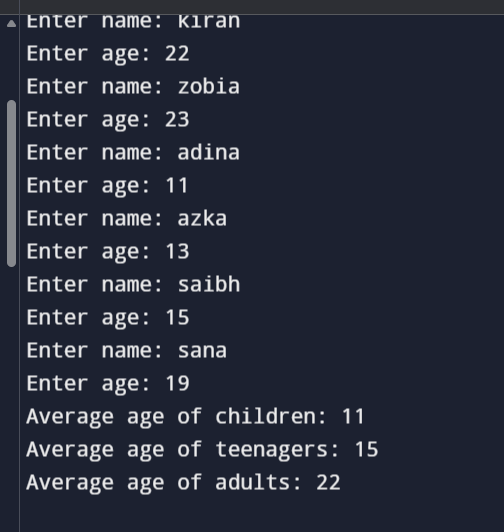 Enter name: kiran
Enter age: 22
Enter name: zobia
Enter age: 23
Enter name: adina
Enter age: 11
Enter name: azka
Enter age: 13
Enter name: saibh
Enter age: 15
Enter name: sana
Enter age: 19
Average age of children: 11
Average age of teenagers: 15
Average age of adults: 22